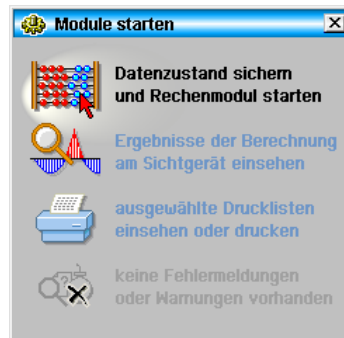 Module starten
Datenzustand sichern
und Rechenmodul starten
Ergebnisse der Berechnung
am Sichtgerät einsehen
ausgewählte Drucklisten
einsehen oder drucken
keine Fehlermeldungen
oder Warnungen vorhanden